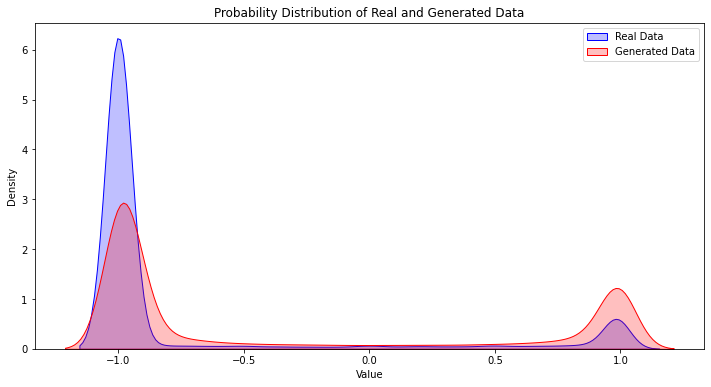 Probability Distribution of Real and Generated Data
Real Data
Generated Data
6
5
4
3
2
1
0
Density
−1.0 −0.5 0.0 0.5 1.0
Value